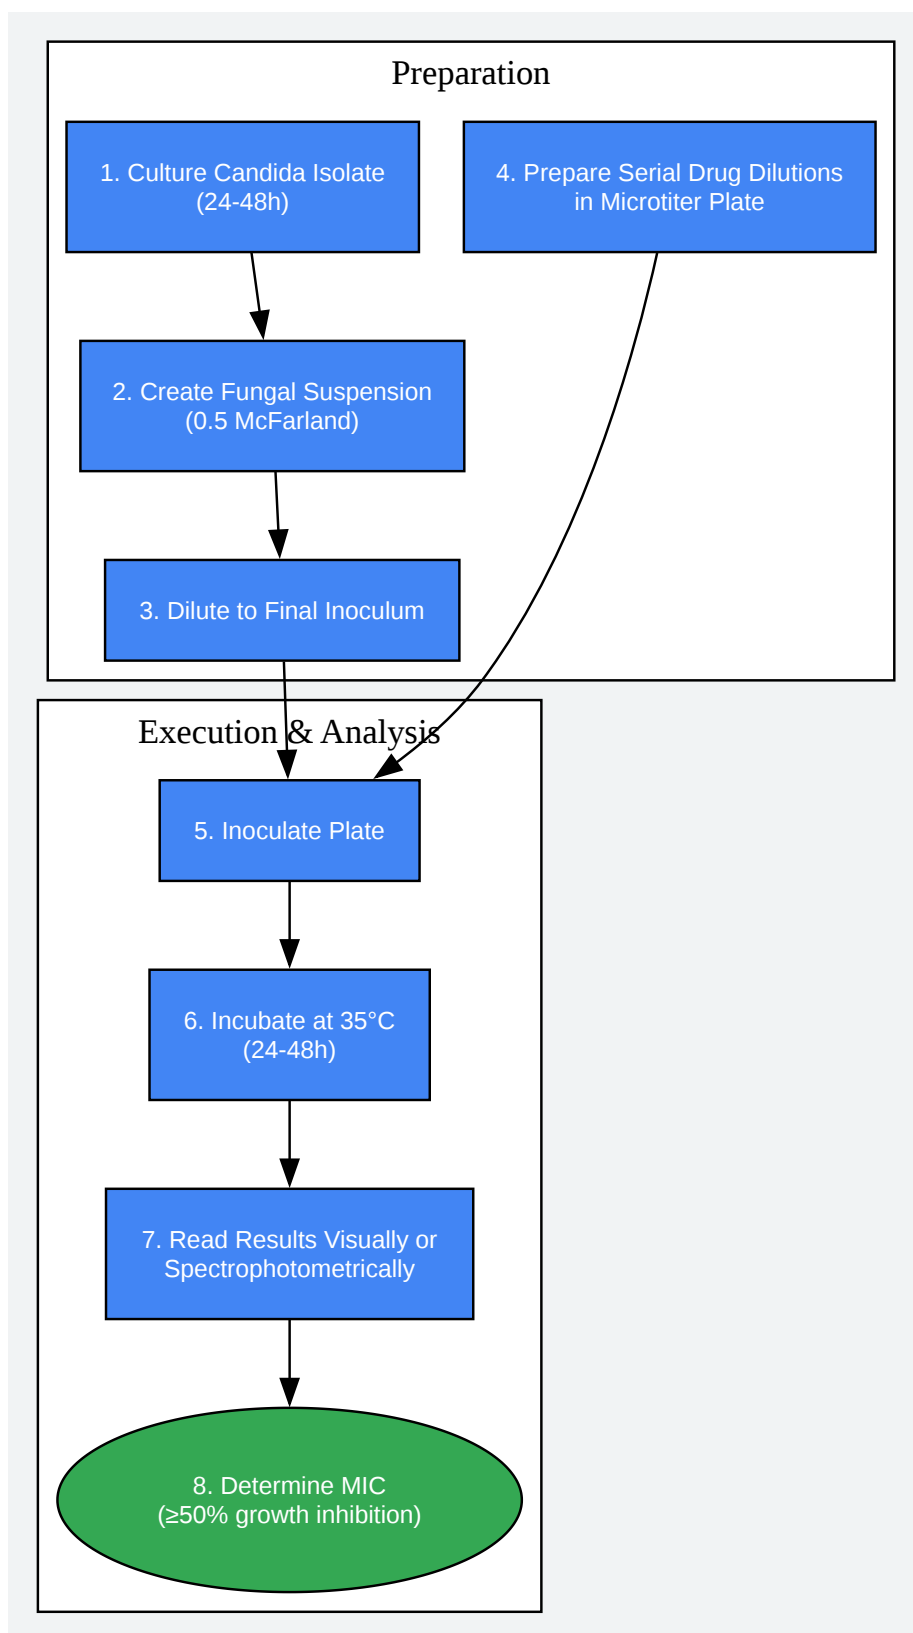 Preparation
1. Culture Candida Isolate
(24-48h)
4. Prepare Serial Drug Dilutions
in Microtiter Plate
2. Create Fungal Suspension
(0.5 McFarland)
3. Dilute to Final Inoculum
Execution & Analysis
5. Inoculate Plate
6. Incubate at 35°C
(24-48h)
7. Read Results Visually or
Spectrophotometrically
8. Determine MIC
(≥50% growth inhibition)